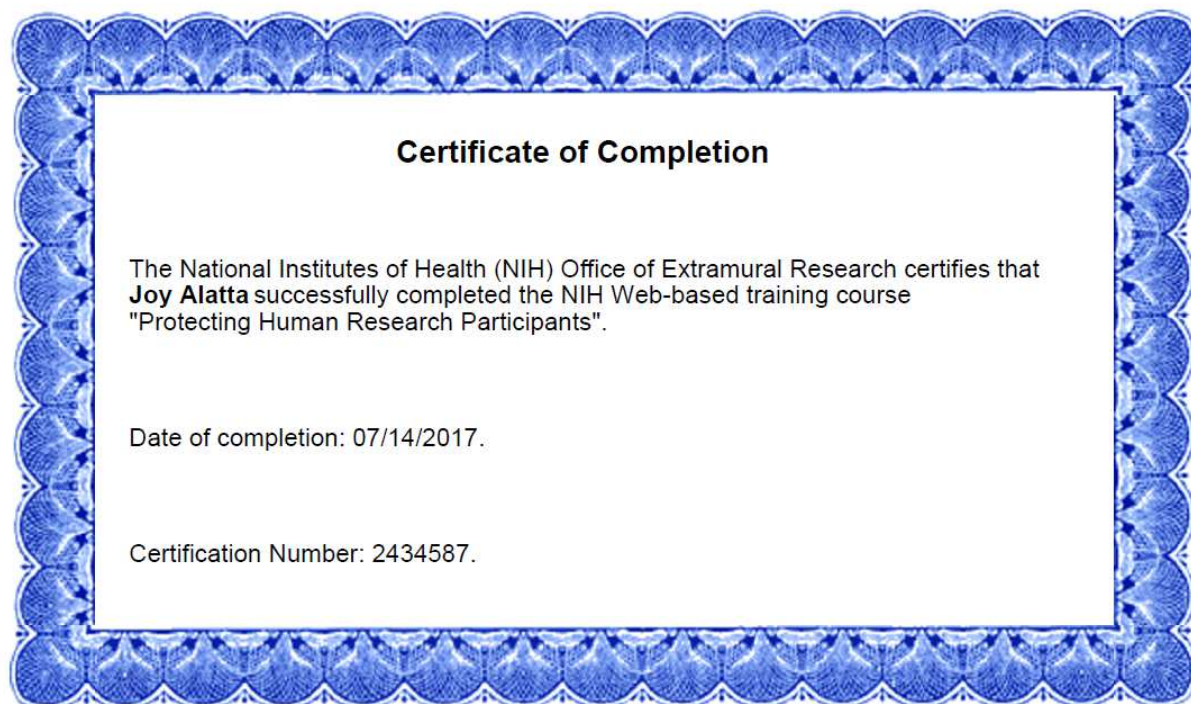 Certificate of Completion
The National Institutes of Health (NIH) Office of Extramural Research certifies that
Joy Alatta successfully completed the NIH Web-based training course
"Protecting Human Research Participants".
Date of completion: 07/14/2017.
Certification Number: 2434587.